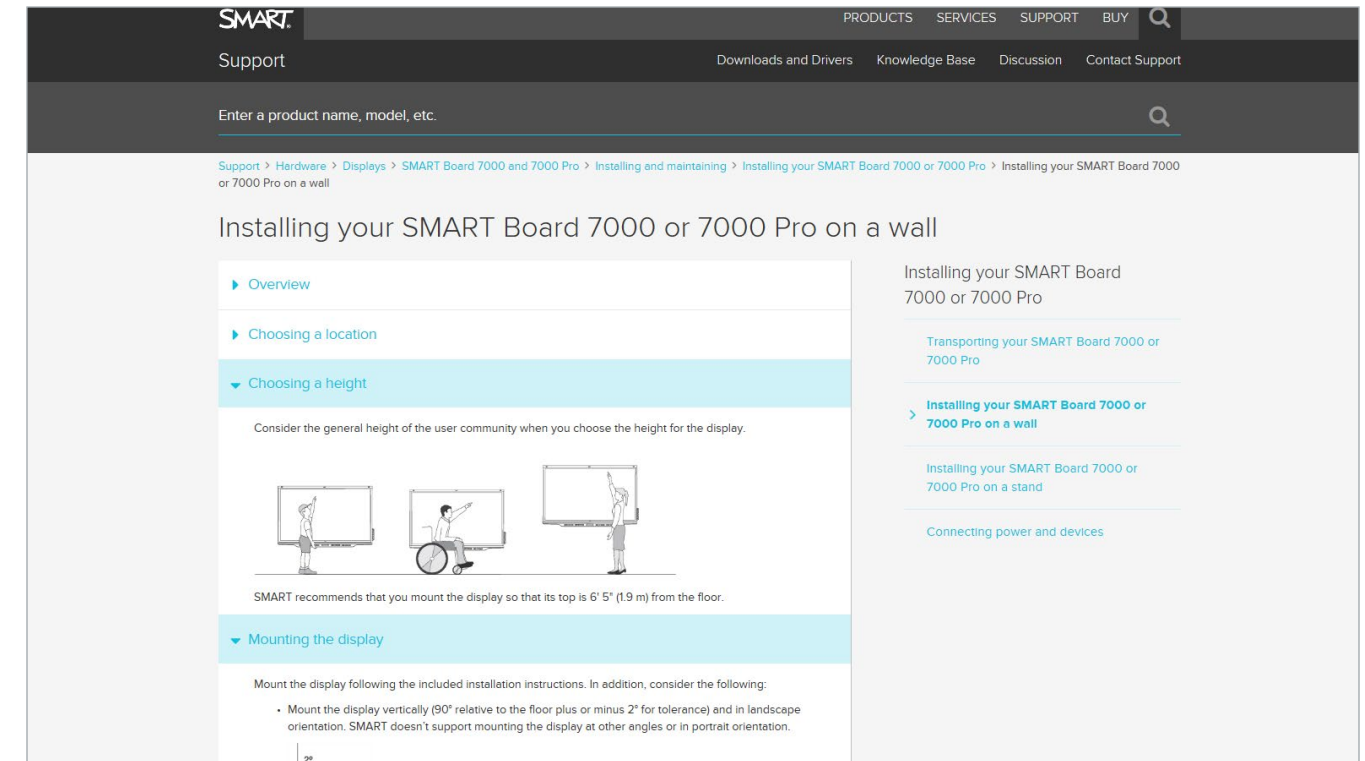 SMART.
PRODUCTS SERVICES SUPPORT BUY
Support
Downloads and Drivers Knowledge Base Discussion Contact Support
Enter a product name, model, etc.
Support > Hardware > Displays > SMART Board 7000 and 7000 Pro > Installing and maintaining > Installing your SMART Board 7000 or 7000 Pro > Installing your SMART Board 7000
or 7000 Pro on a wall
Installing your SMART Board 7000 or 7000 Pro on a wall
Overview
Choosing a location
Choosing a height
Consider the general height of the user community when you choose the height for the display.
SMART recommends that you mount the display so that its top is 6' 5" (1.9 m) from the floor.
Mounting the display
Mount the display following the included installation instructions. In addition, consider the following:
• Mount the display vertically (90° relative to the floor plus or minus 2° for tolerance) and in landscape
orientation. SMART doesn't support mounting the display at other angles or in portrait orientation.
2°
Installing your SMART Board
7000 or 7000 Pro
Transporting your SMART Board 7000 or
7000 Pro
Installing your SMART Board 7000 or
7000 Pro on a wall
Installing your SMART Board 7000 or
7000 Pro on a stand
Connecting power and devices